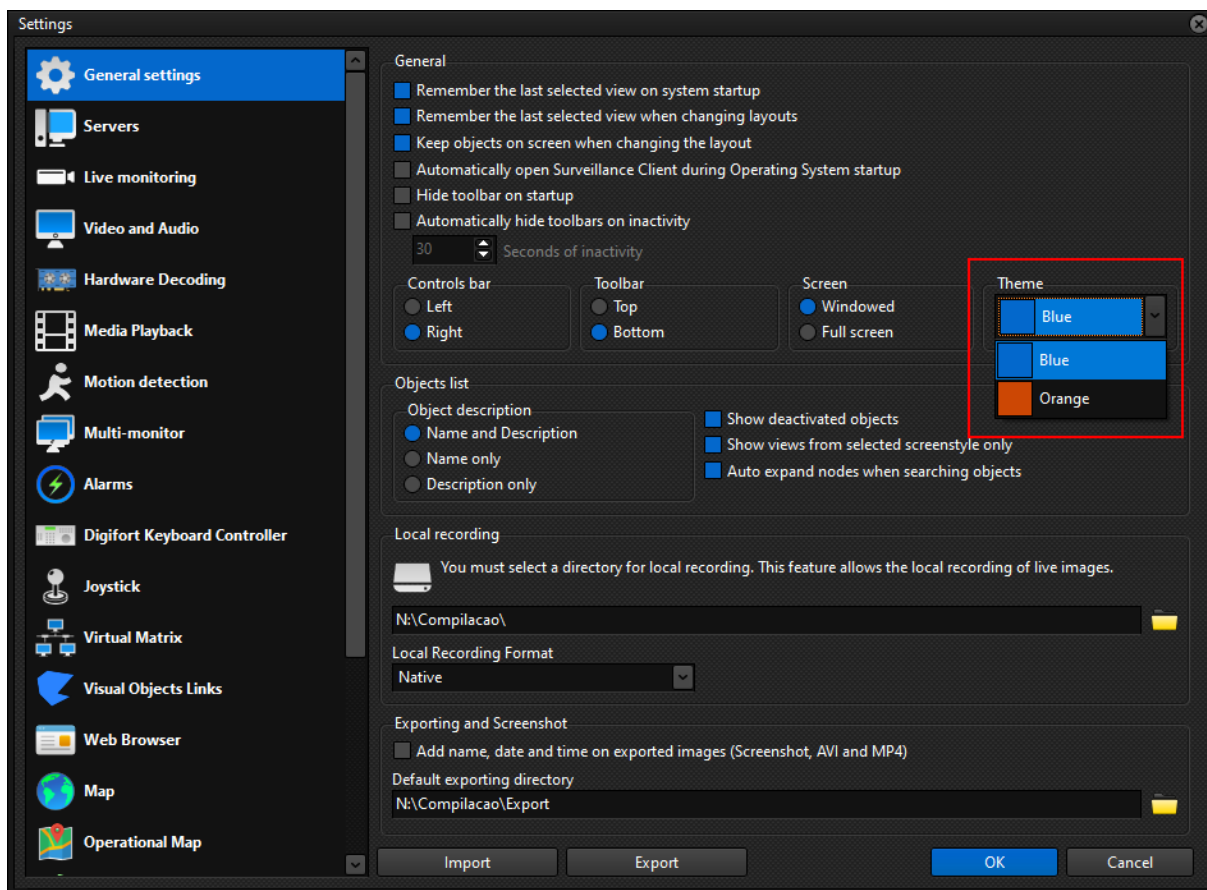 Settings
General settings
Servers
Live monitoring
Video and Audio
Hardware Decoding
Media Playback
Motion detection
Multi-monitor
Alarms
Digifort Keyboard Controller
Joystick
Virtual Matrix
Visual Objects Links
Web Browser
Map
Operational Map
General
Remember the last selected view on system startup
Remember the last selected view when changing layouts
Keep objects on screen when changing the layout
Automatically open Surveillance Client during Operating System startup
Hide toolbar on startup
Automatically hide toolbars on inactivity
30 Seconds of inactivity
Controls bar
Left
Right
Toolbar
Top
Bottom
Screen
Windowed
Full screen
Theme
Blue
Blue
Orange
Objects list
Object description
Name and Description
Name only
Description only
Show deactivated objects
Show views from selected screenstyle only
Auto expand nodes when searching objects
Local recording
You must select a directory for local recording. This feature allows the local recording of live images.
N:\Compilacao\
Local Recording Format
Native
Exporting and Screenshot
Add name, date and time on exported images (Screenshot, AVI and MP4)
Default exporting directory
N:\Compilacao\Export
Import Export OK Cancel